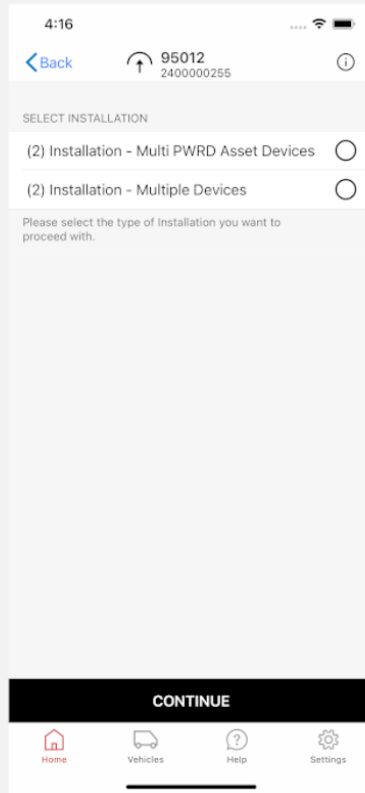 4:16
Back
95012
2400000255
SELECT INSTALLATION
(2) Installation - Multi PWRD Asset Devices
(2) Installation - Multiple Devices
Please select the type of Installation you want to
proceed with.
CONTINUE
Home
Vehicles
Help
Settings